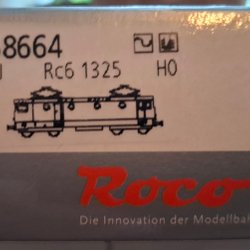 8664
Rc6 1325 H0
Roco
Die Innovation der Modellbah